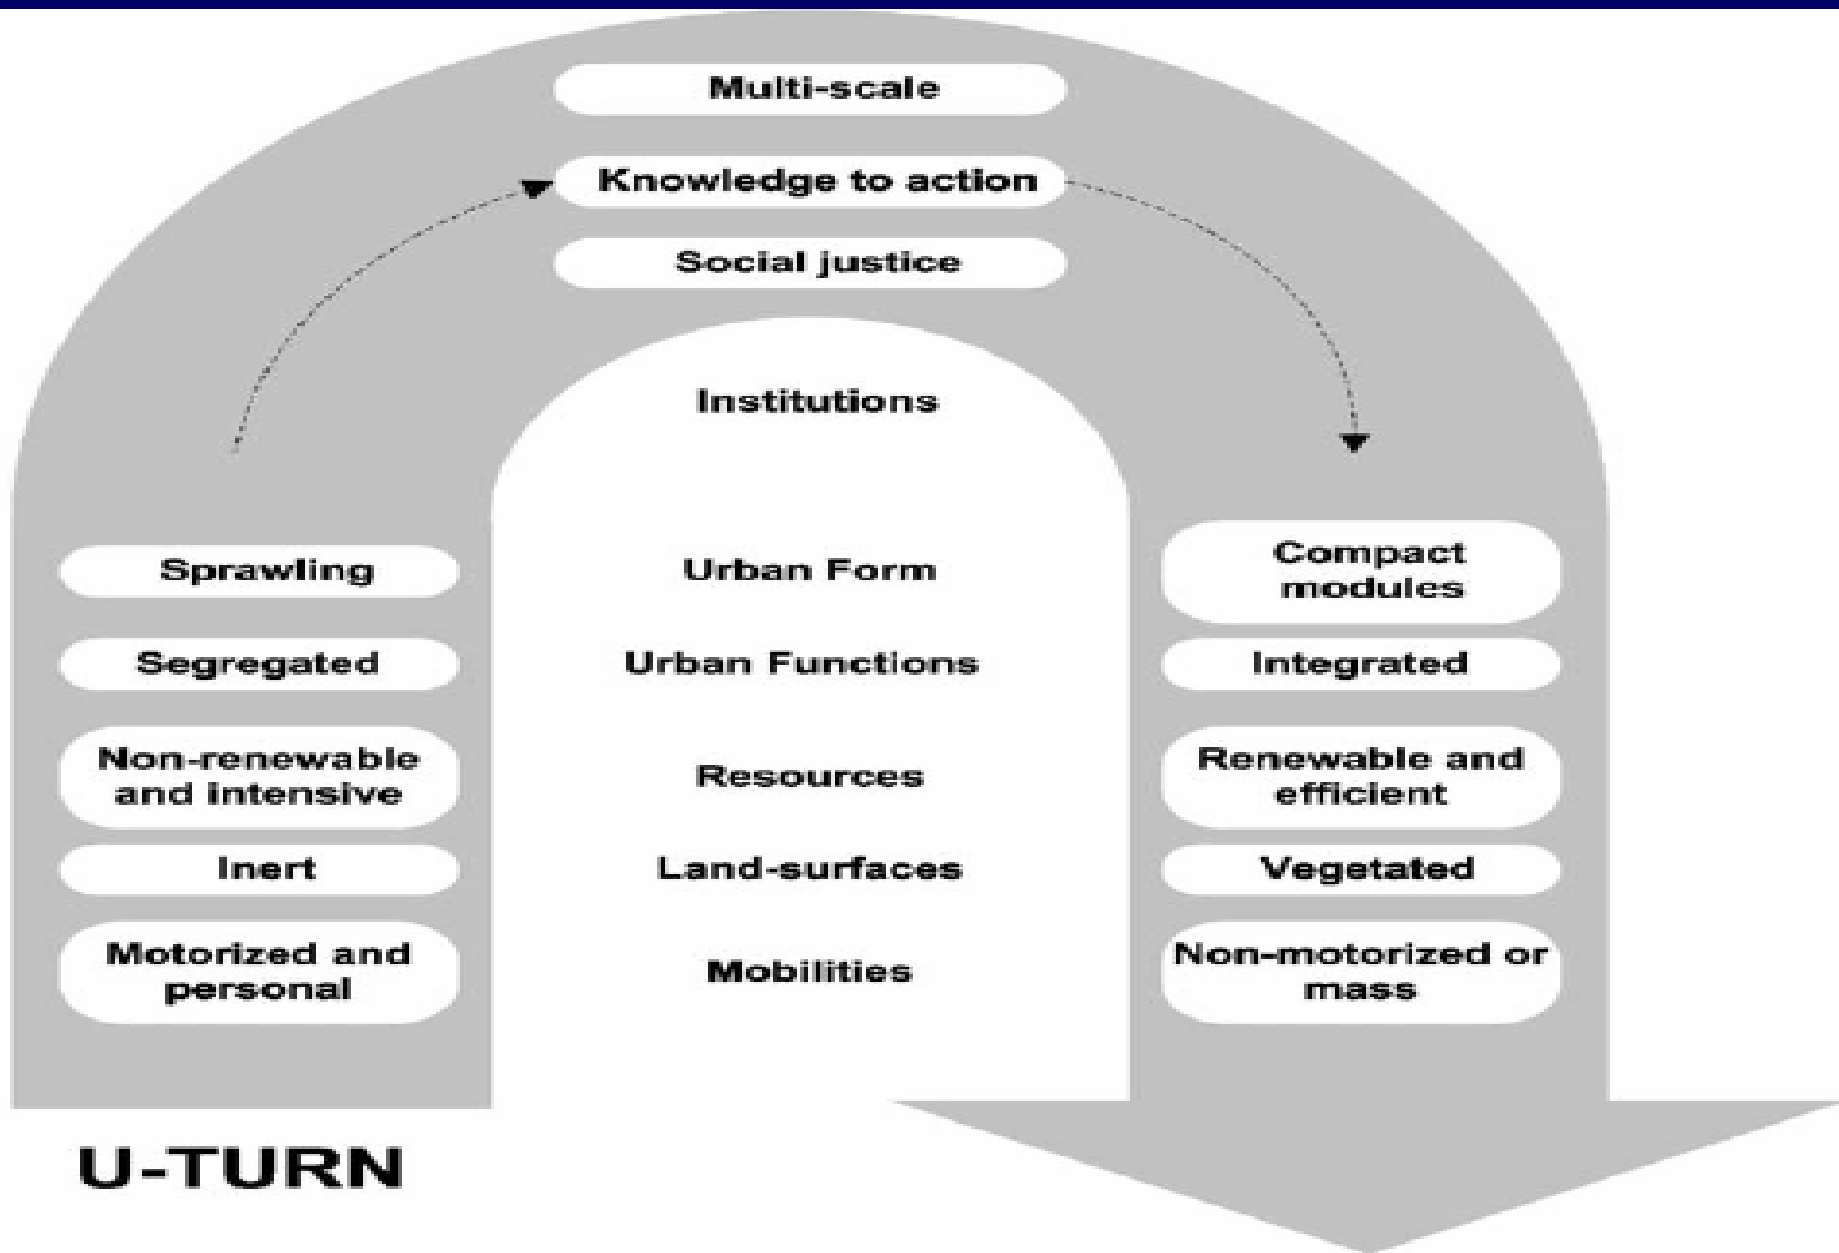 Multi-scale
Knowledge to action
Social justice
Institutions
Sprawling
Urban Form
Compact
modules
Segregated
Urban Functions
Integrated
Non-renewable
and intensive
Resources
Renewable and
efficient
Inert
Land-surfaces
Vegetated
Motorized and
personal
Mobilities
Non-motorized or
mass
U-TURN